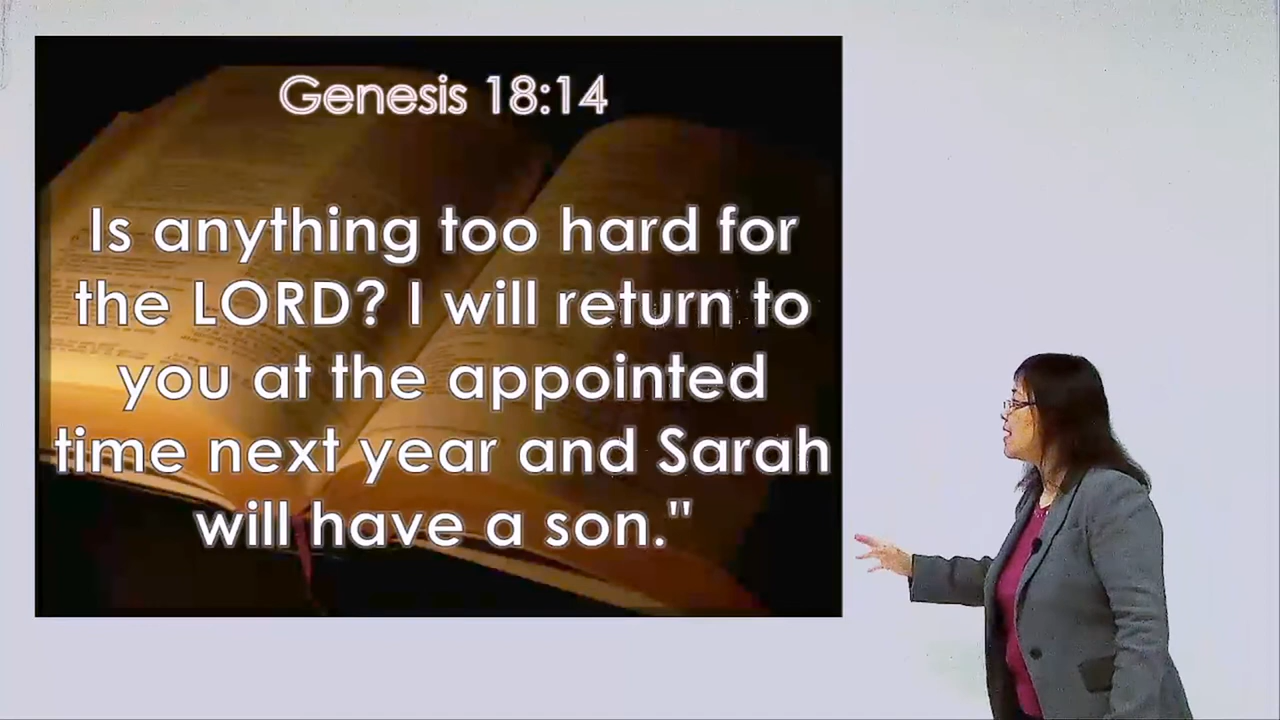 Genesis 18:14
Is anything too hard for
the LORD? I will return to
you at the appointed
time next year and Sarah
will have a son."